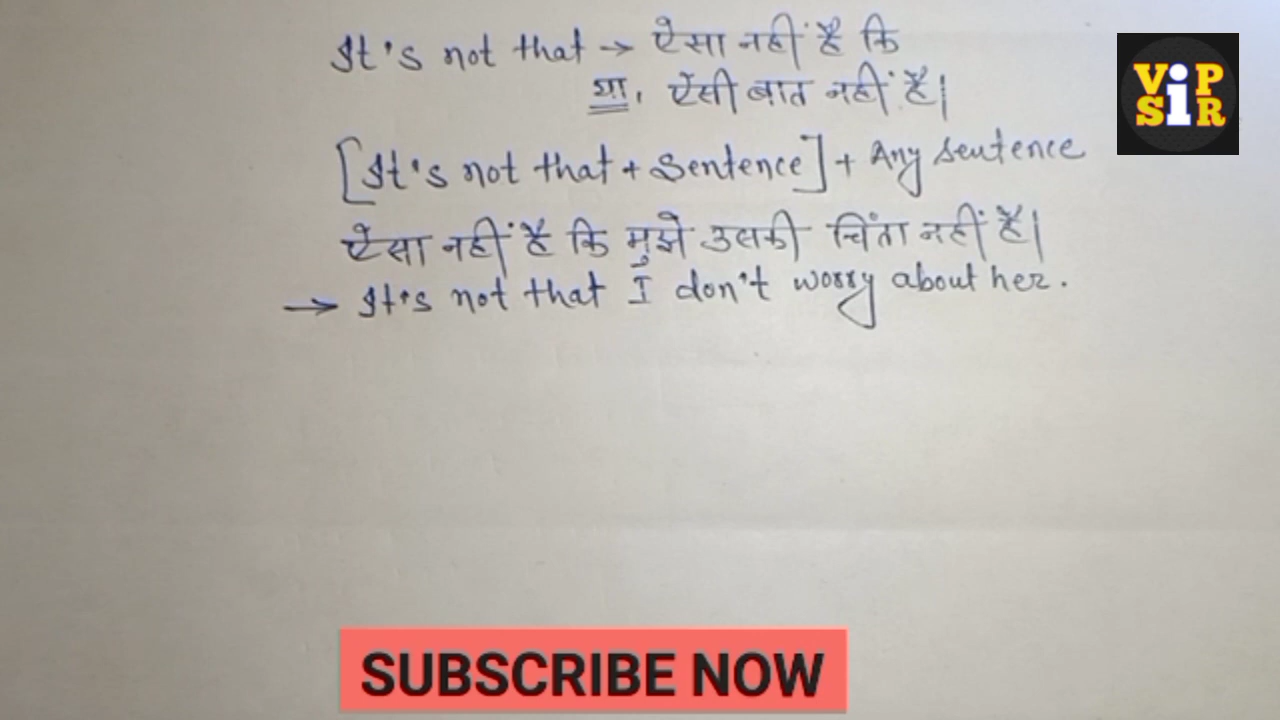 It's not that → ऐसा नहीं है कि
या, ऐसी बात नहीं है।
[It's not that + Sentence] + Any sentence
ऐसा नहीं है कि मुझे उसकी चिंता नहीं है।
→ It's not that I don't worry about her.
ViP
SiR
SUBSCRIBE NOW